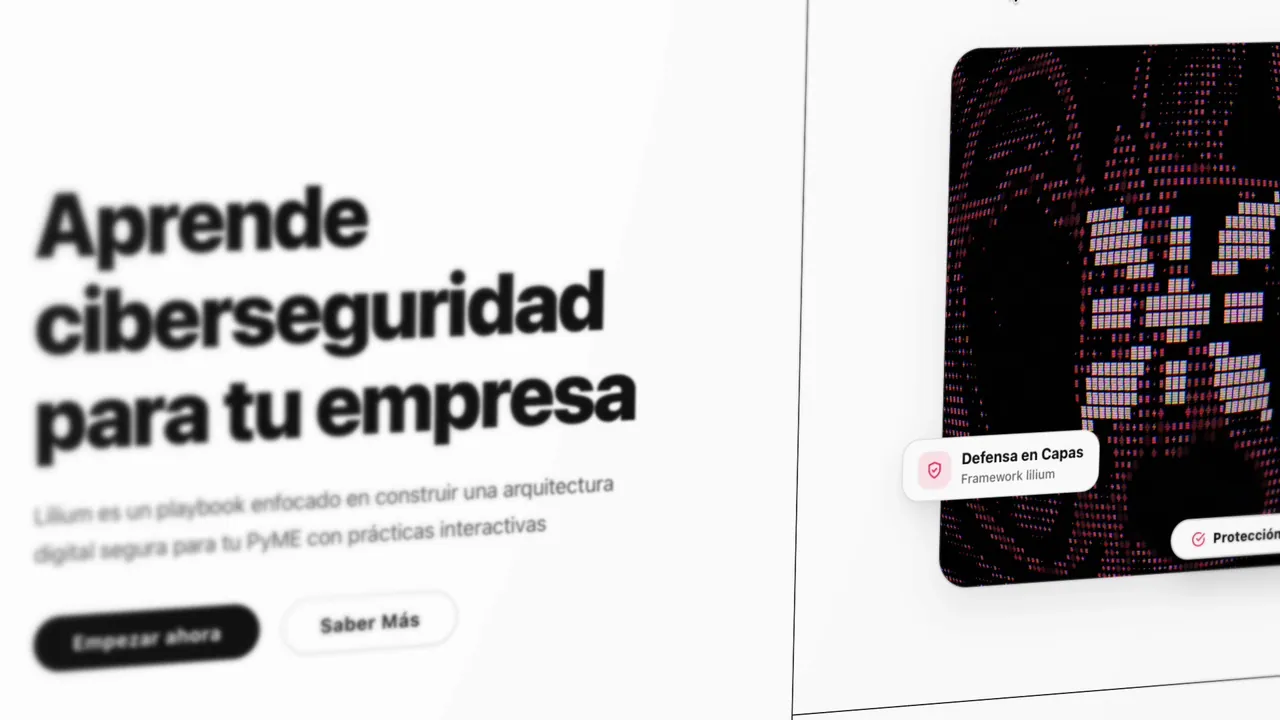 Aprende
ciberseguridad
para tu empresa
Lilium es un playbook enfocado en construir una arquitectura
digital segura para tu PyME con prácticas interactivas
Empezar ahora
Saber Más
Defensa en Capas
Framework lilium
Protección